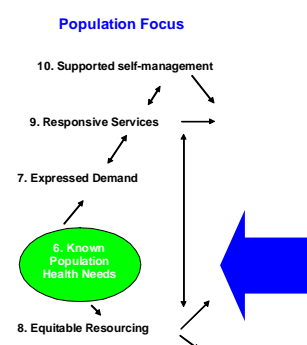 Population Focus
10. Supported self-management
9. Responsive Services
7. Expressed Demand
6. Known
Population
Health Needs
8. Equitable Resourcing